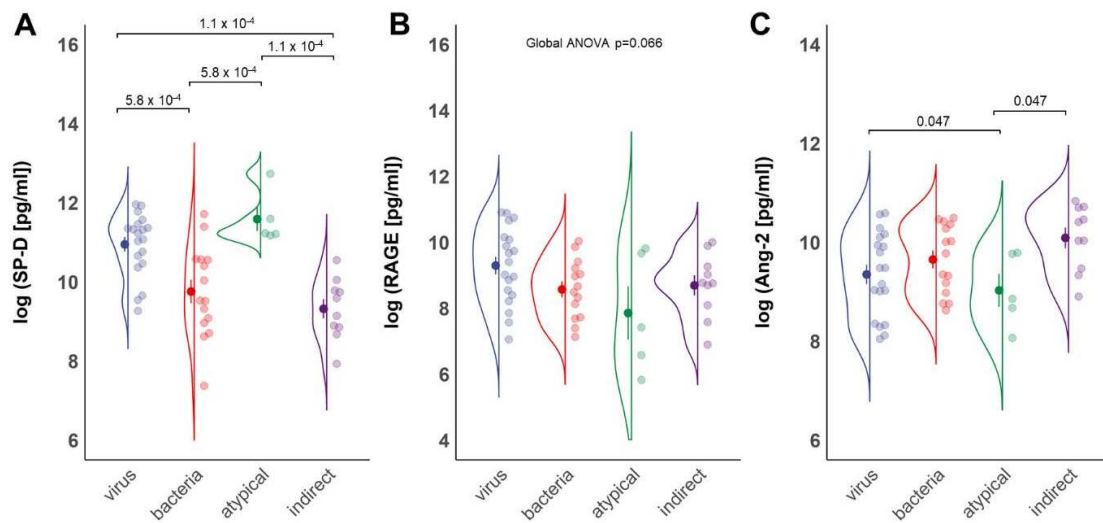 A
1.1 x 10⁻⁴
1.1 x 10⁻⁴
5.8 x 10⁻⁴
5.8 x 10⁻⁴
log (SP-D [pg/ml])
16
14
12
10
8
6
virus
bacteria
atypical
indirect
B
Global ANOVA p=0.066
log (RAGE [pg/ml])
16
14
12
10
8
6
4
virus
bacteria
atypical
indirect
C
0.047
0.047
log (Ang-2 [pg/ml])
14
12
10
8
6
virus
bacteria
atypical
indirect